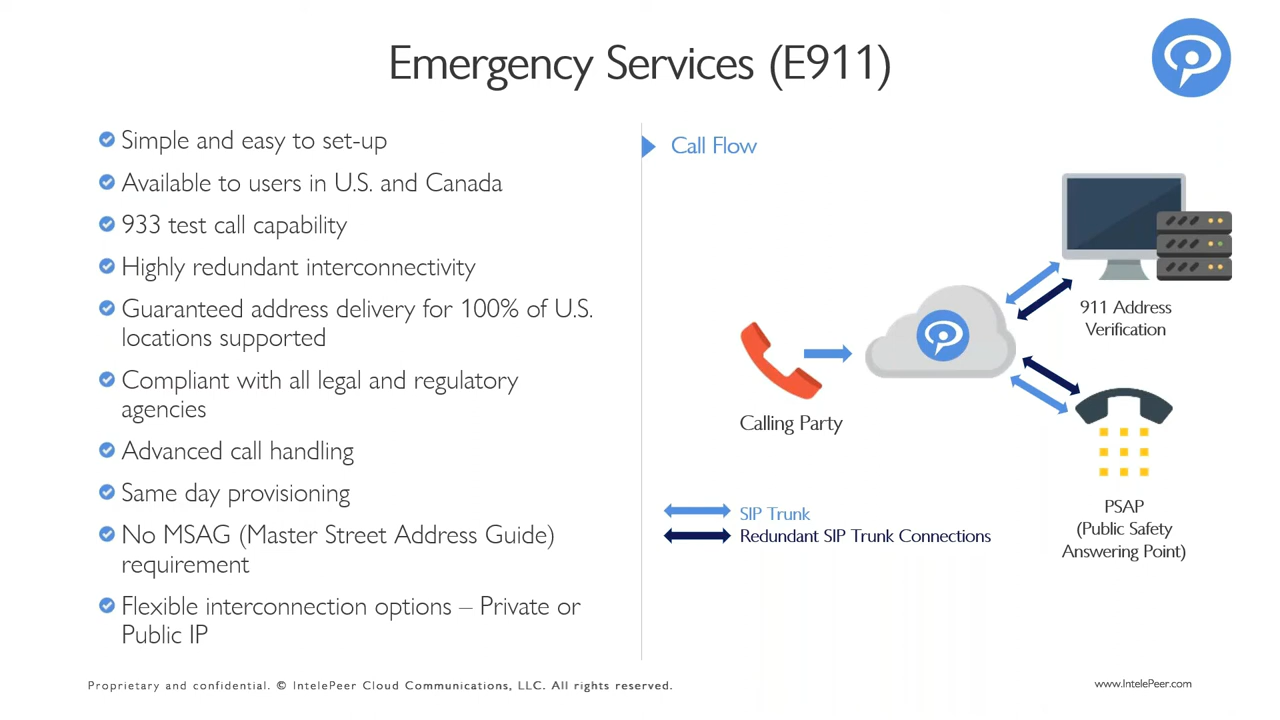 Emergency Services (E911)
Simple and easy to set-up
Available to users in U.S. and Canada
933 test call capability
Highly redundant interconnectivity
Guaranteed address delivery for 100% of U.S.
locations supported
Compliant with all legal and regulatory
agencies
Advanced call handling
Same day provisioning
No MSAG (Master Street Address Guide)
requirement
Flexible interconnection options – Private or
Public IP
Call Flow
911 Address
Verification
Calling Party
PSAP
(Public Safety
Answering Point)
SIP Trunk
Redundant SIP Trunk Connections
Proprietary and confidential. © IntelePeer Cloud Communications, LLC. All rights reserved.
www.IntelePeer.com